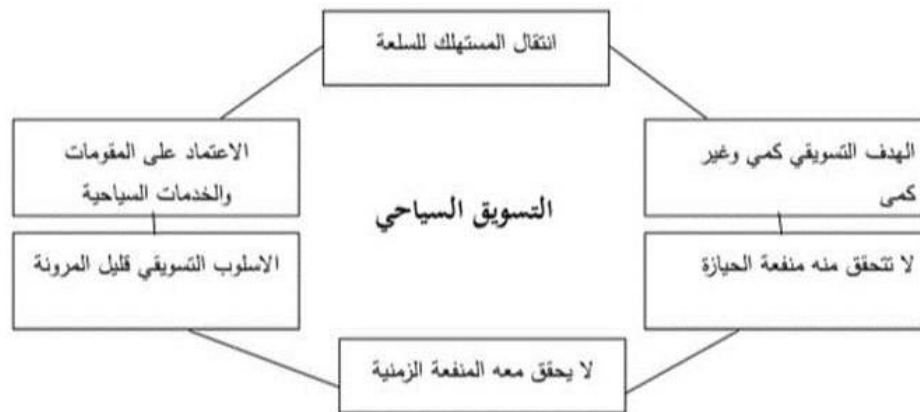 انتقال المستهلك للسلعة
الهدف التسويقي كمي وغير
كمى
الاعتماد على المقومات
والخدمات السياحية
التسويق السياحي
لا تتحقق منه منفعة الحيازة
الاسلوب التسويقي قليل المرونة
لا يحقق معه المنفعة الزمنية